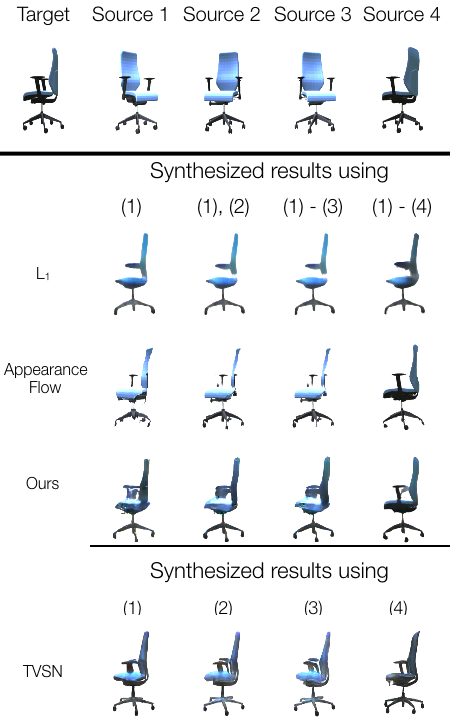 Target Source 1 Source 2 Source 3 Source 4
Synthesized results using
(1) (1), (2) (1) - (3) (1) - (4)
L₁
Appearance
Flow
Ours
Synthesized results using
(1) (2) (3) (4)
TVSN